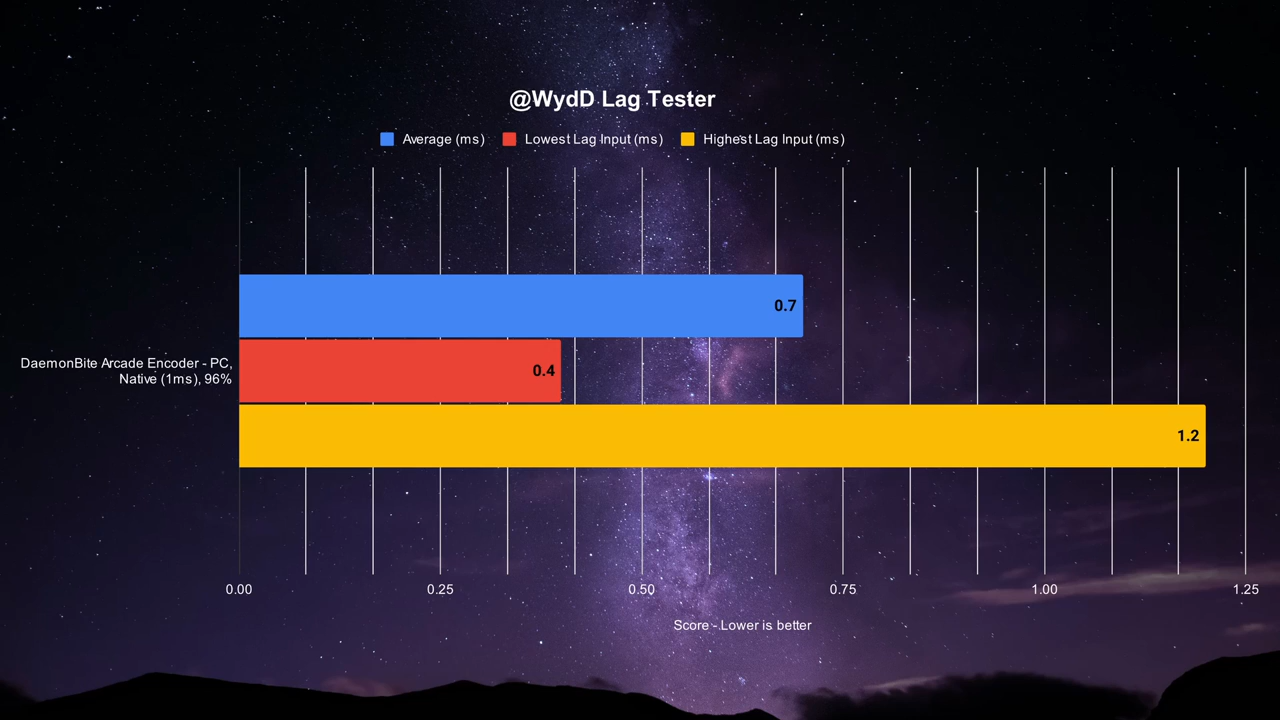 @WydD Lag Tester
Average (ms) Lowest Lag Input (ms) Highest Lag Input (ms)
0.7
DaemonBite Arcade Encoder - PC,
Native (1ms), 96%
0.4
1.2
0.00 0.25 0.50 0.75 1.00 1.25
Score - Lower is better